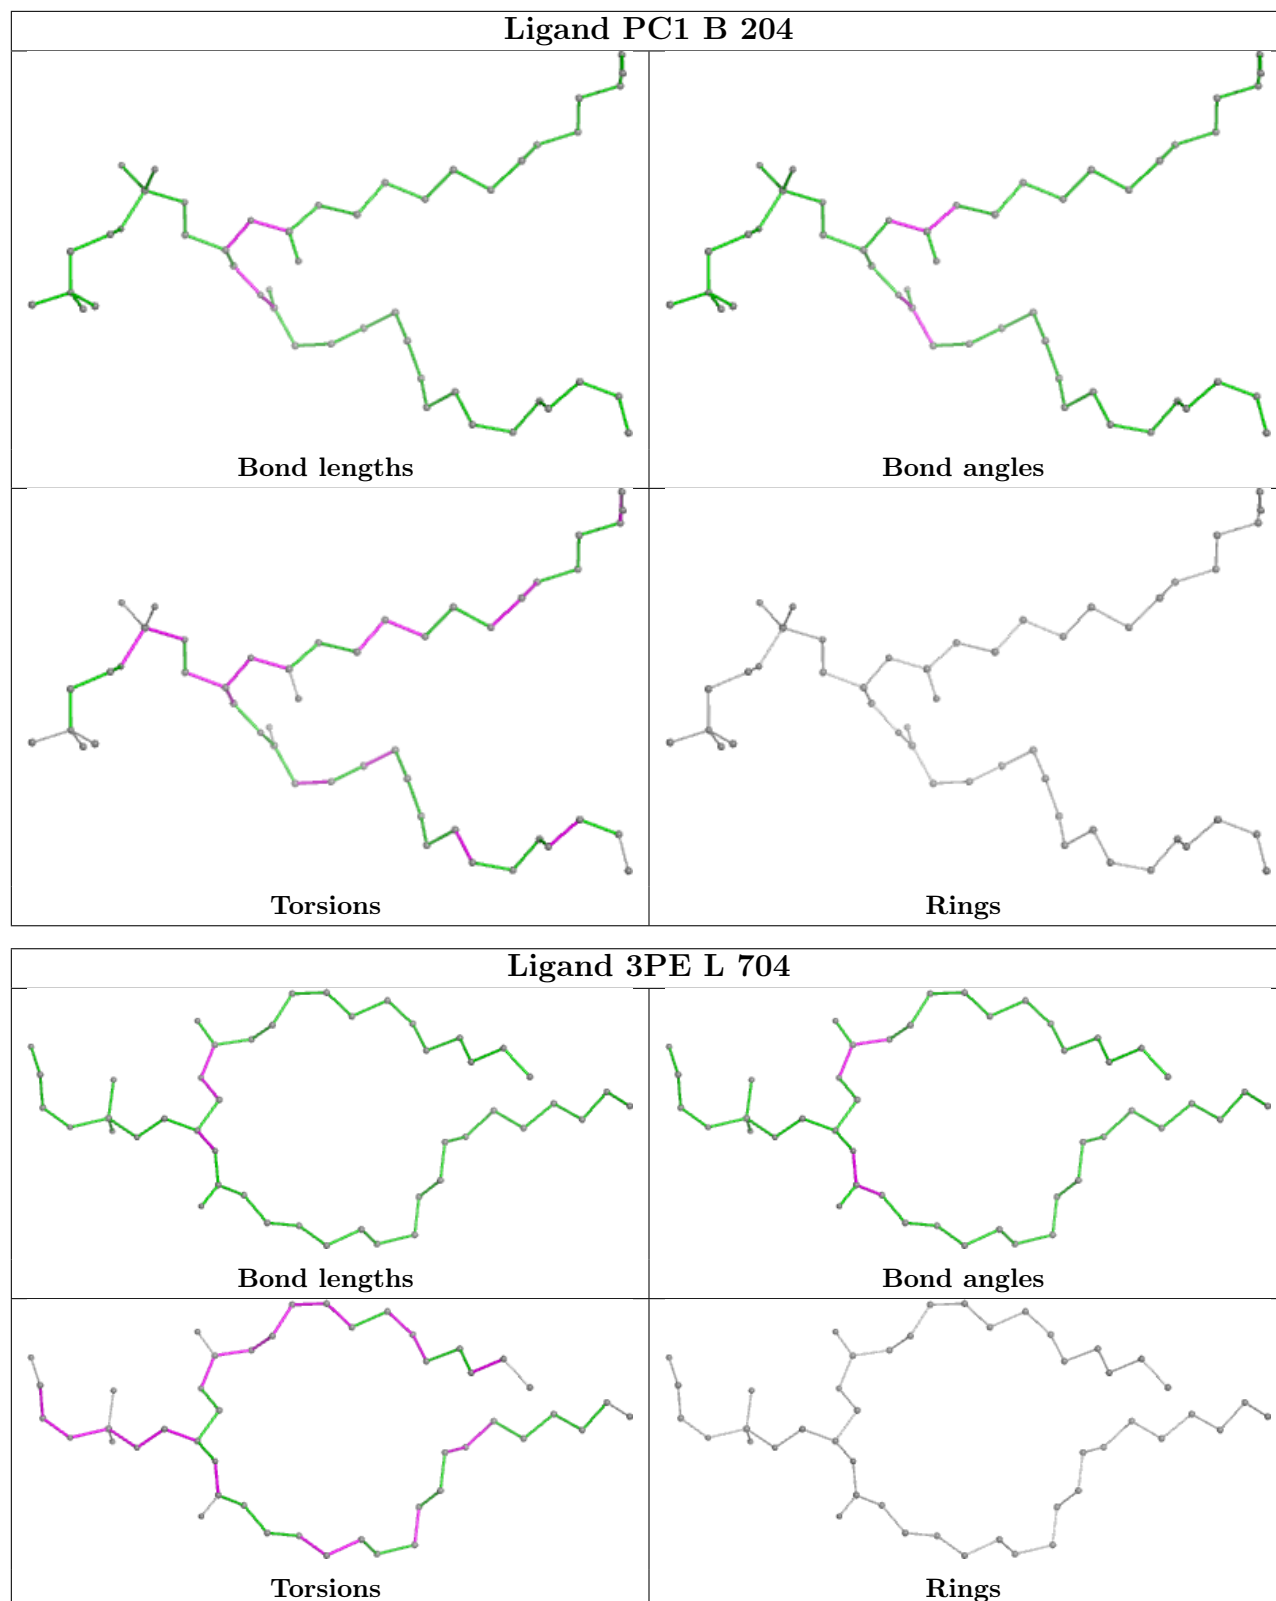 Ligand PC1 B 204
Bond lengths
Bond angles
Torsions
Rings
Ligand 3PE L 704
Bond lengths
Bond angles
Torsions
Rings